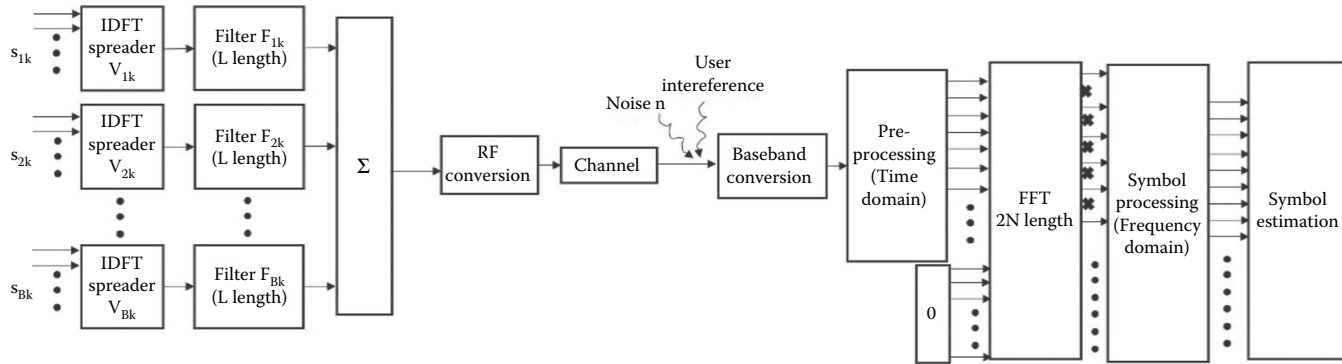 s1k
IDFT
spreader
V1k
Filter F1k
(L length)
s2k
IDFT
spreader
V2k
Filter F2k
(L length)
sBk
IDFT
spreader
VBk
Filter FBk
(L length)
Σ
RF
conversion
Channel
Noise n
User
intereference
Baseband
conversion
Pre-
processing
(Time
domain)
0
FFT
2N length
Symbol
processing
(Frequency
domain)
Symbol
estimation